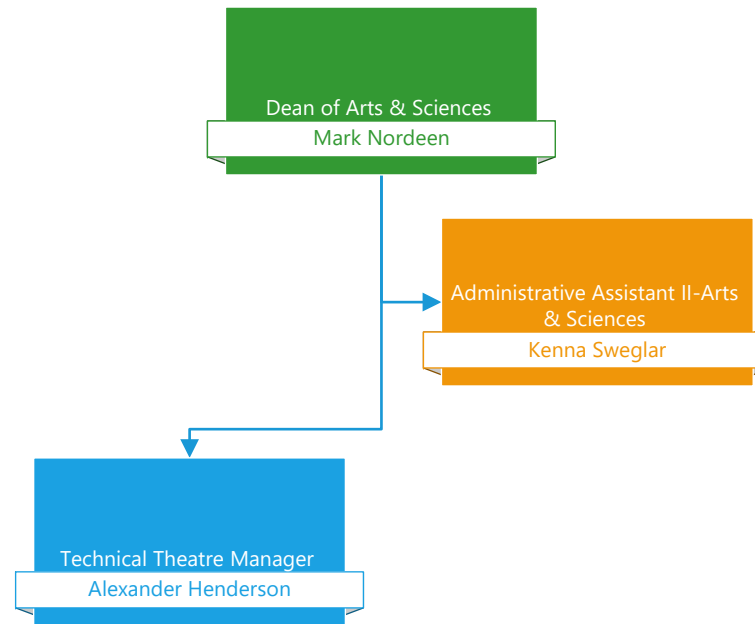 Dean of Arts & Sciences
Mark Nordeen
Administrative Assistant II-Arts
& Sciences
Kenna Sweglar
Technical Theatre Manager
Alexander Henderson